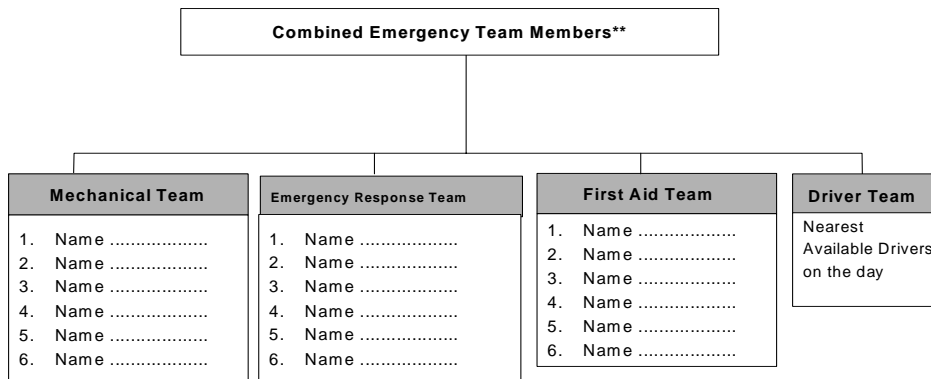 Combined Emergency Team Members**
Mechanical Team
1. Name ...................
2. Name ...................
3. Name ...................
4. Name ...................
5. Name ...................
6. Name ...................
Emergency Response Team
1. Name ...................
2. Name ...................
3. Name ...................
4. Name ...................
5. Name ...................
6. Name ...................
First Aid Team
1. Name ...................
2. Name ...................
3. Name ...................
4. Name ...................
5. Name ...................
6. Name ...................
Driver Team
Nearest
Available Drivers
on the day